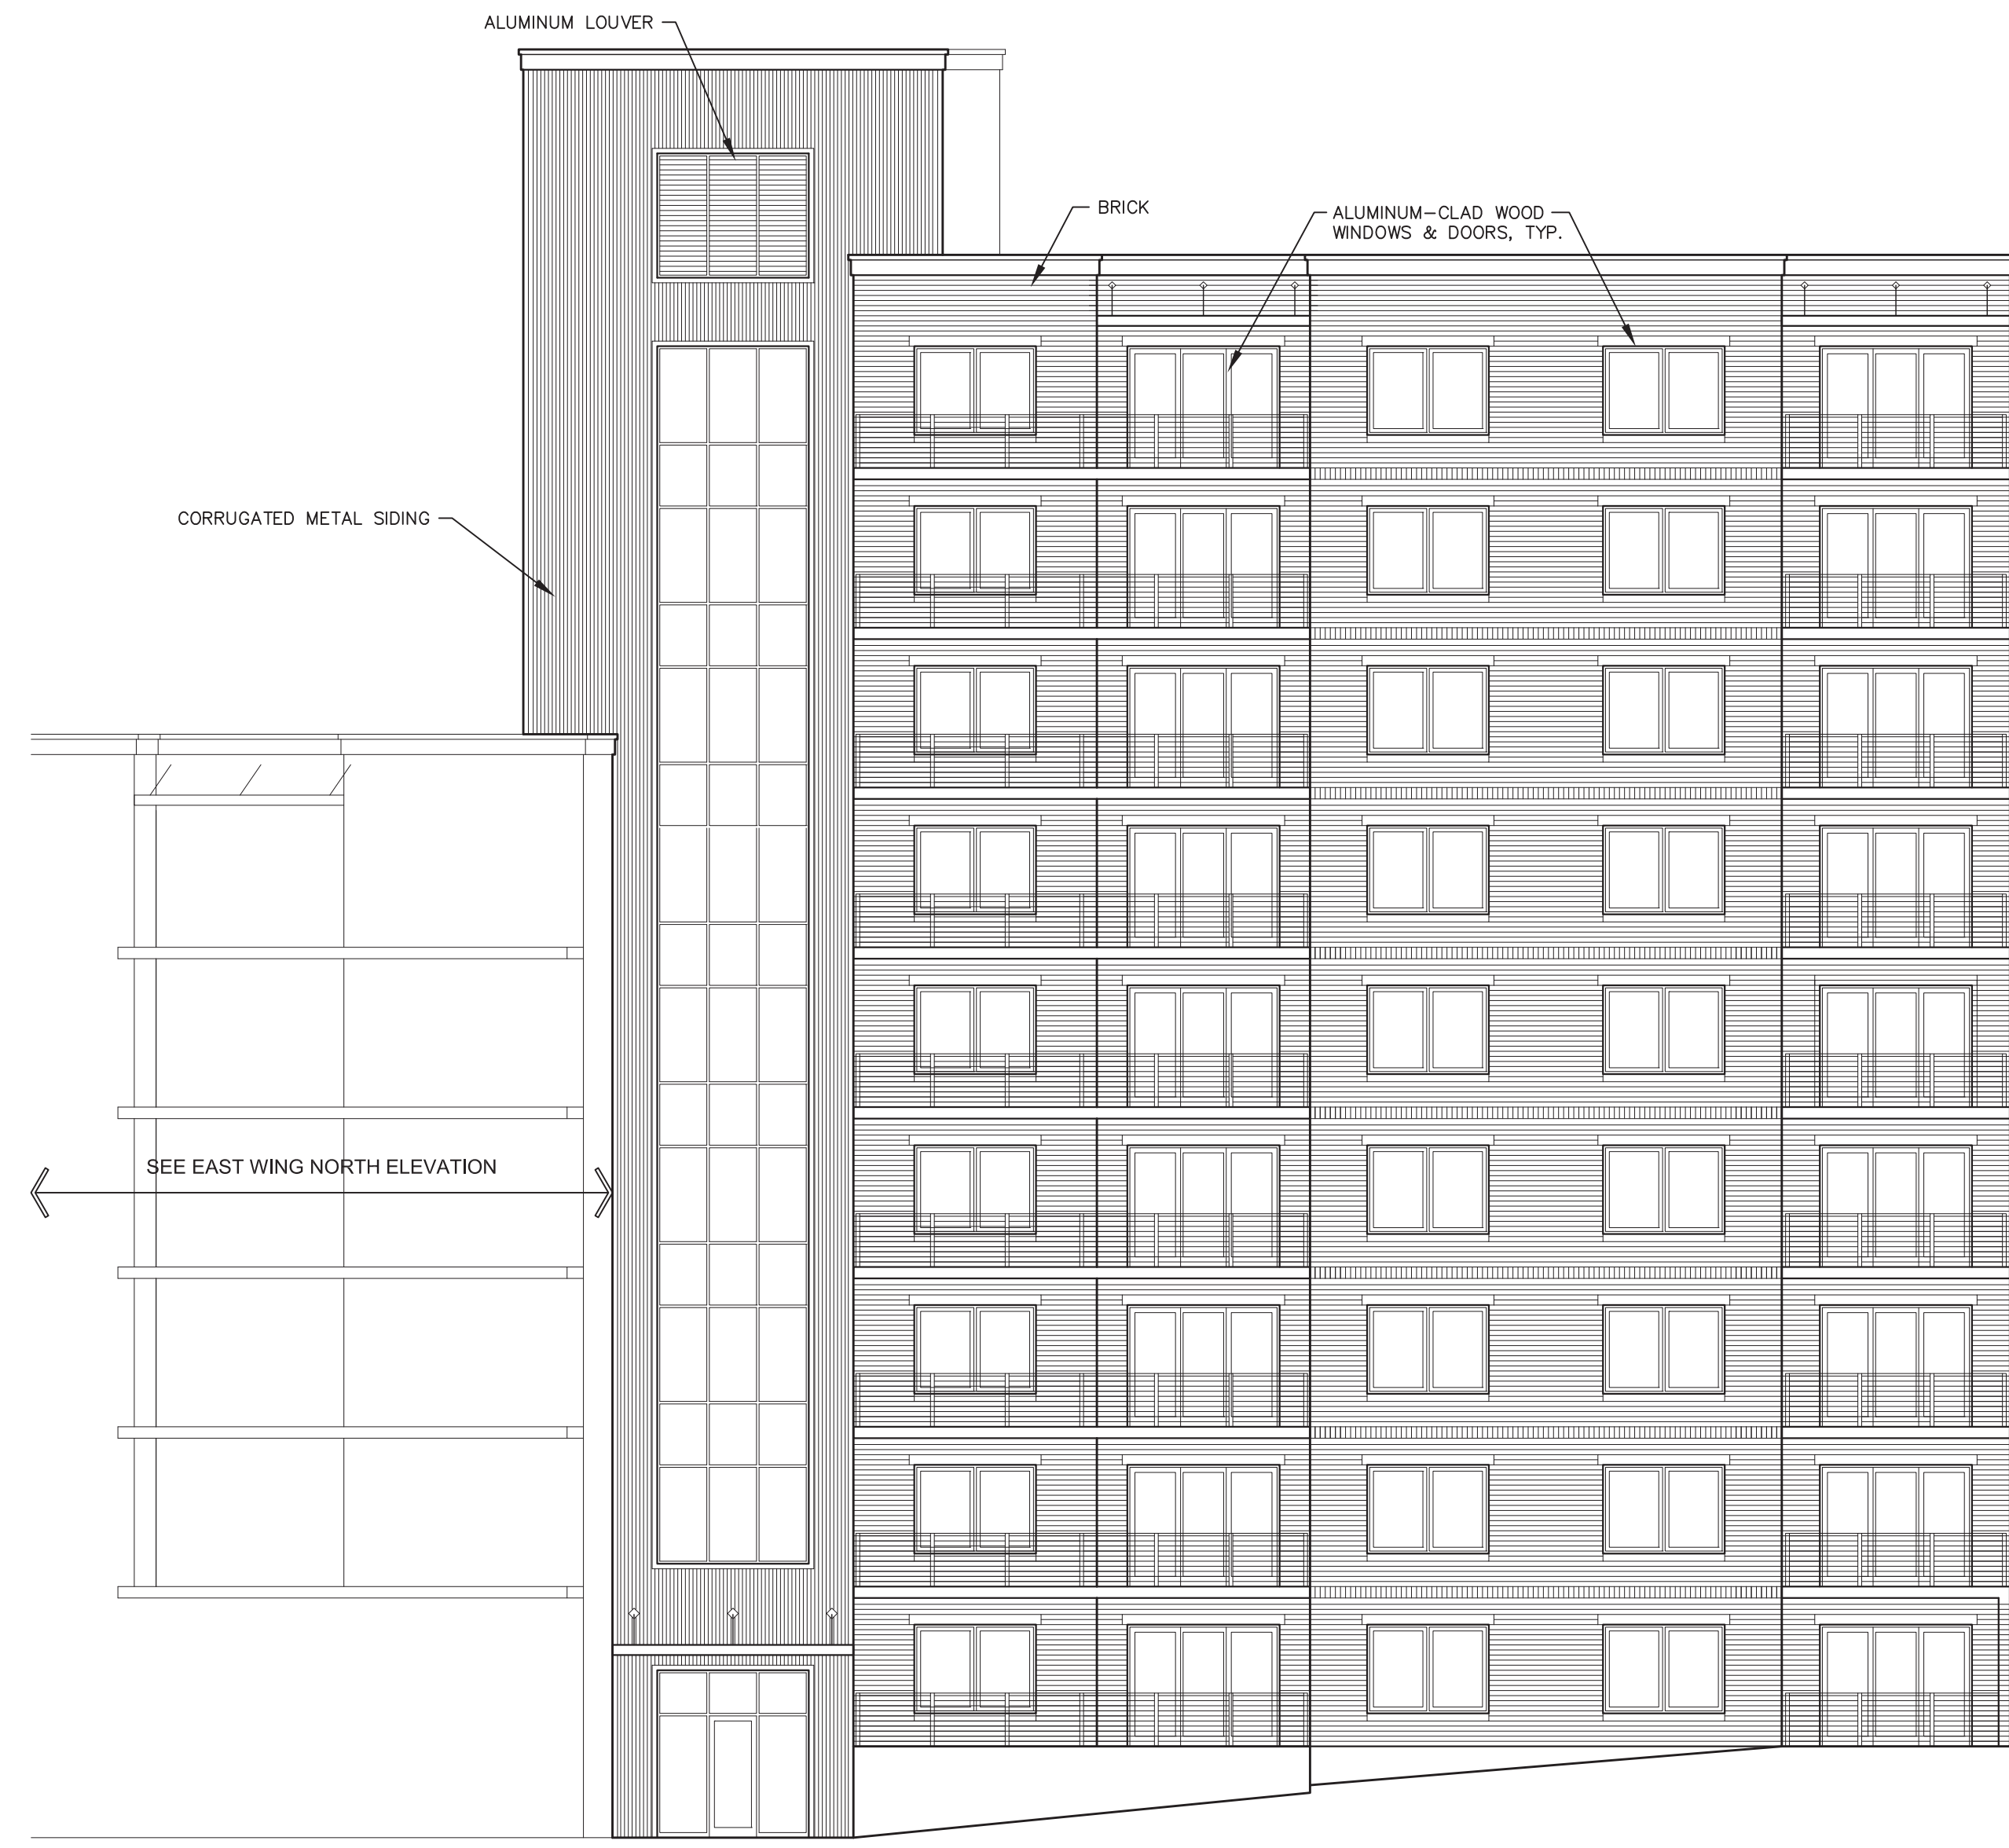 ALUMINUM LOUVER
BRICK
ALUMINUM-CLAD WOOD
WINDOWS & DOORS, TYP.
CORRUGATED METAL SIDING
SEE EAST WING NORTH ELEVATION